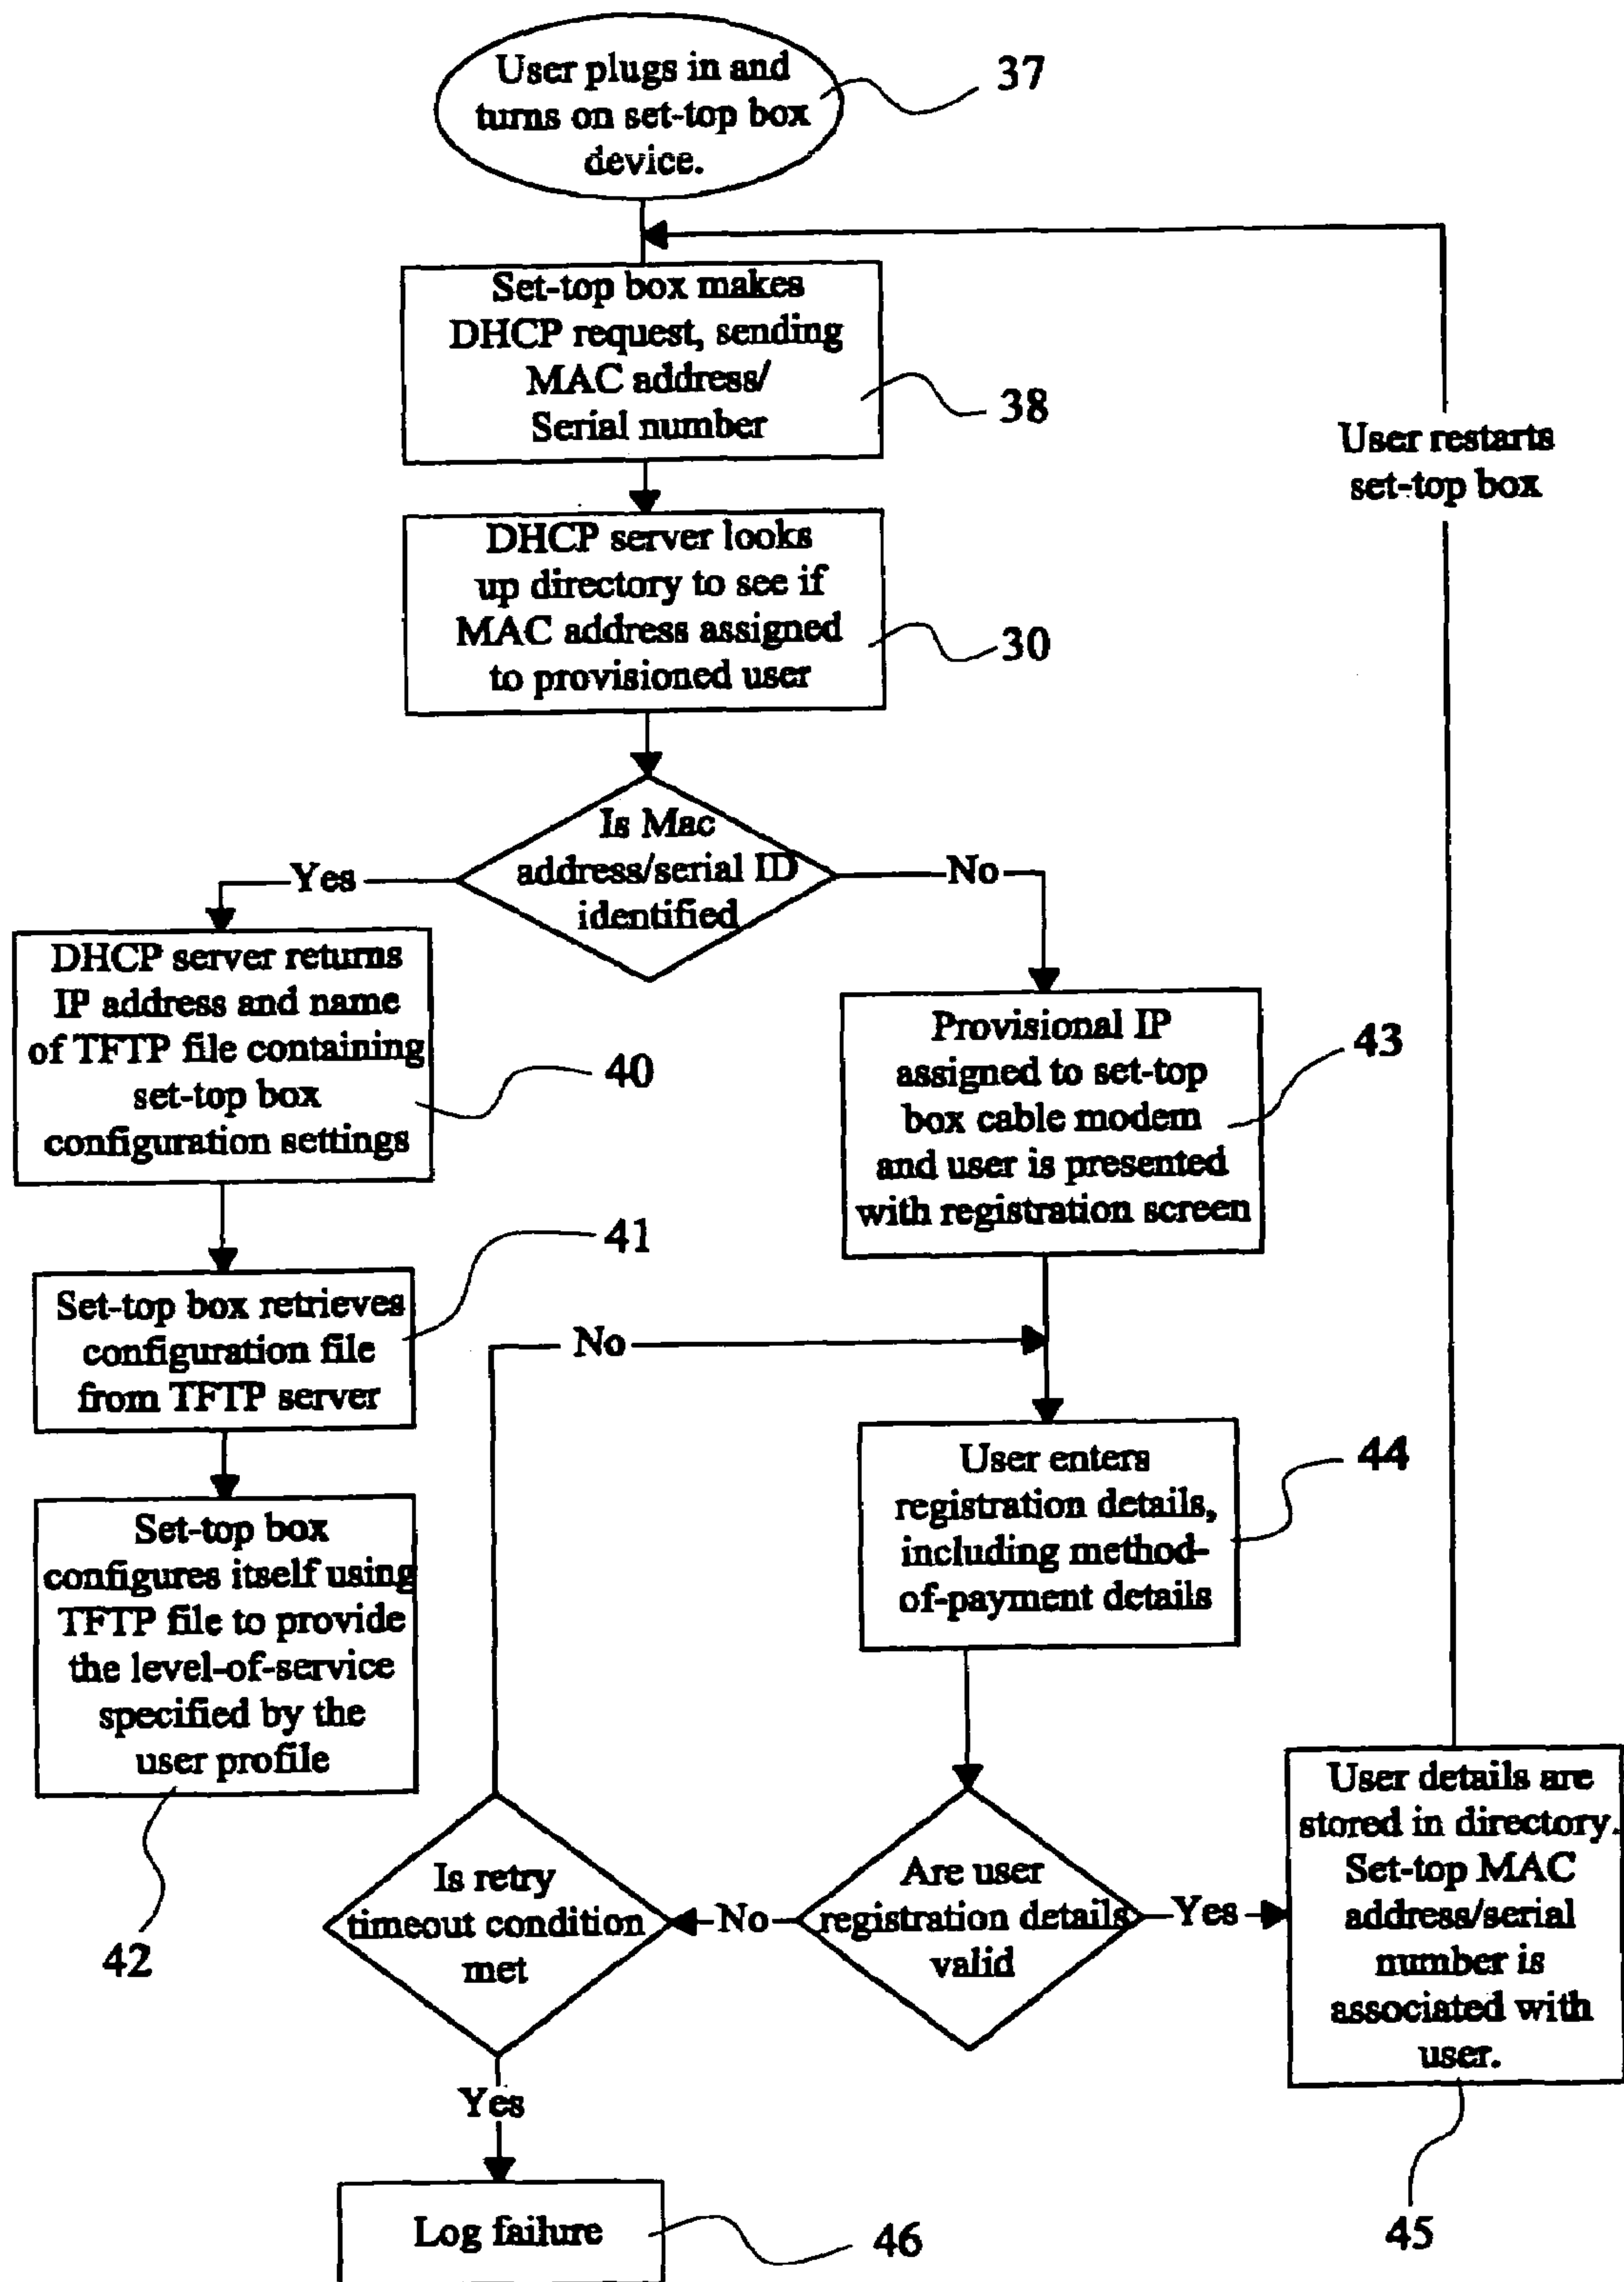 User plugs in and
turns on set-top box
device.
37
Set-top box makes
DHCP request, sending
MAC address/
Serial number
38
User restarts
set-top box
DHCP server looks
up directory to see if
MAC address assigned
to provisioned user
30
Is Mac
address/serial ID
identified
Yes
No
DHCP server returns
IP address and name
of TFTP file containing
set-top box
configuration settings
40
Provisional IP
assigned to set-top
box cable modem
and user is presented
with registration screen
43
41
Set-top box retrieves
configuration file
from TFTP server
No
User enters
registration details,
including method-
of-payment details
44
Set-top box
configures itself using
TFTP file to provide
the level-of-service
specified by the
user profile
42
Is retry
timeout condition
met
No
Are user
registration details
valid
Yes
User details are
stored in directory.
Set-top MAC
address/serial
number is
associated with
user.
45
Yes
Log failure
46